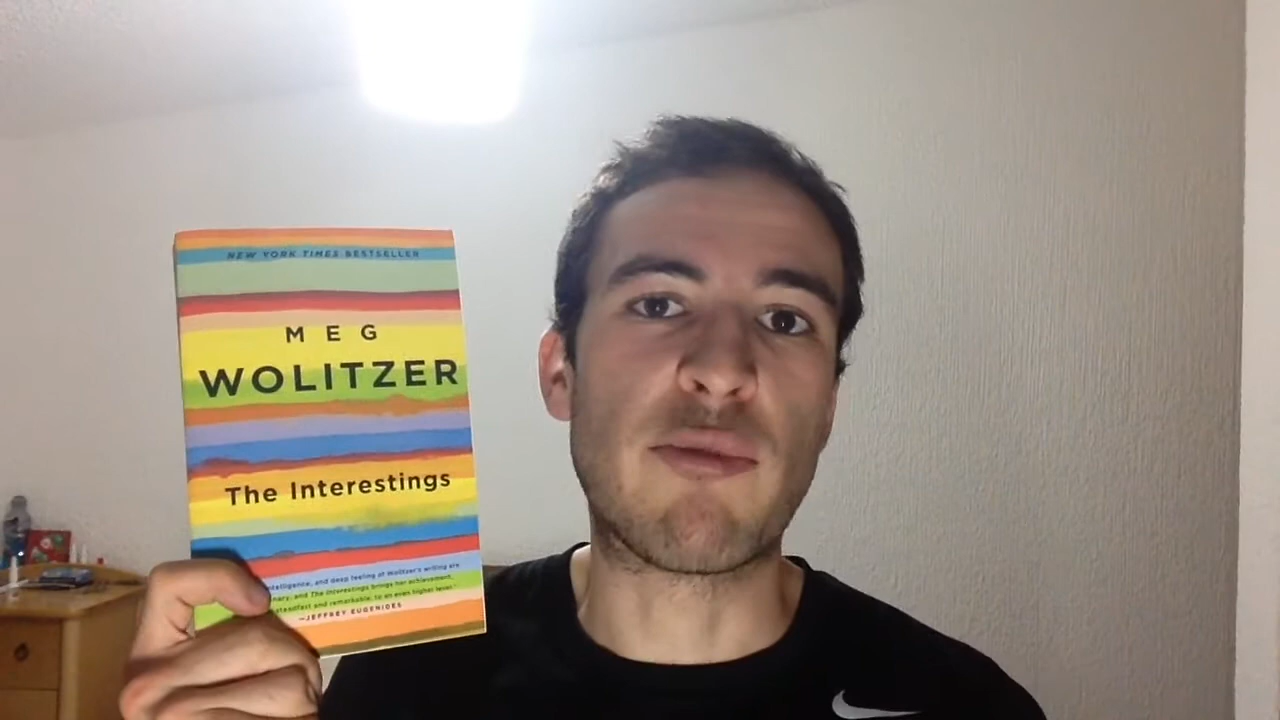 NEW YORK TIMES BESTSELLER
MEG
WOLITZER
The Interestings
intelligence, and deep feeling of Wolitzer's writing are
and The Interestings brings her achievement,
steadfast and remarkable, to an even higher level."
—JEFFREY EUGENIDES